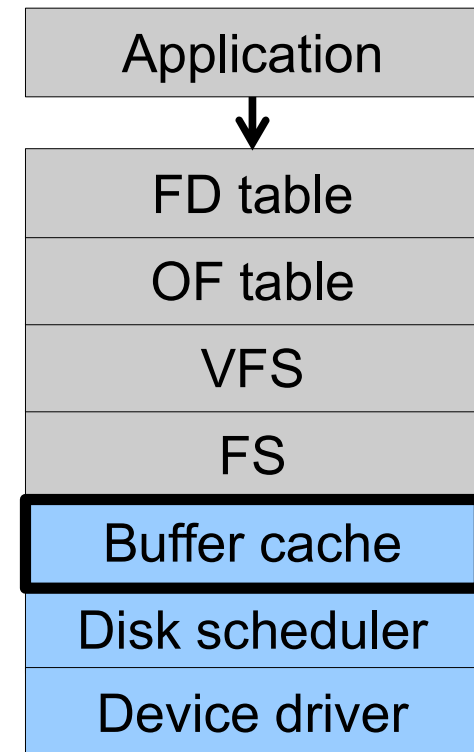 Application
FD table
OF table
VFS
FS
Buffer cache
Disk scheduler
Device driver